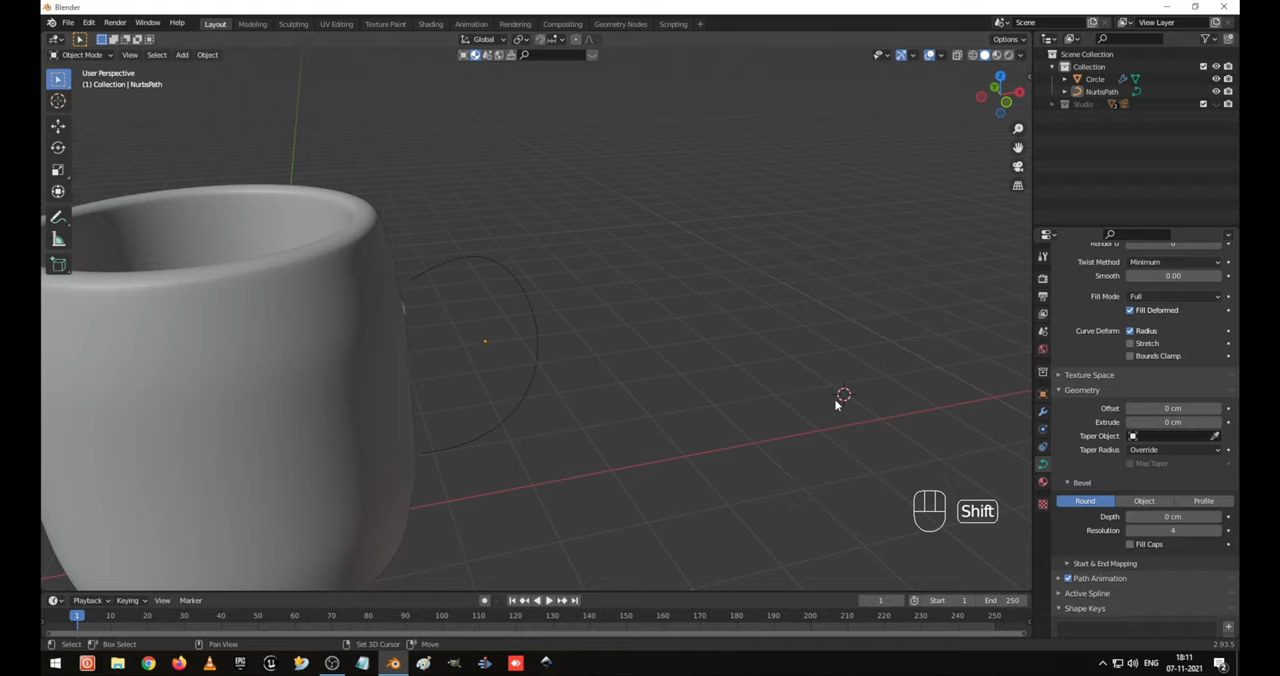 Blender
File Edit Render Window Help Layout Modeling Sculpting UV Editing Texture Paint Shading Animation Rendering Compositing Geometry Nodes Scripting + Scene View Layer
Global Options
Object Mode View Select Add Object
User Perspective
(1) Collection | NurbsPath
Z
Y
X
Scene Collection
Collection
Circle
NurbsPath
Studio
Twist Method Minimum
Smooth 0.00
Fill Mode Full
Fill Deformed
Curve Deform Radius
Stretch
Bounds Clamp
Texture Space
Geometry
Offset 0 cm
Extrude 0 cm
Taper Object
Taper Radius Override
Map Taper
Bevel
Round Object Profile
Depth 0 cm
Resolution 4
Fill Caps
Start & End Mapping
Path Animation
Active Spline
Shape Keys
Shift
Playback Keying View Marker 1 Start 1 End 250
1 10 20 30 40 50 60 70 80 90 100 110 120 130 140 150 160 170 180 190 200 210 220 230 240 250
Select Box Select Pan View Set 3D Cursor Move 2.93.5
ENG 18:11
07-11-2021
2